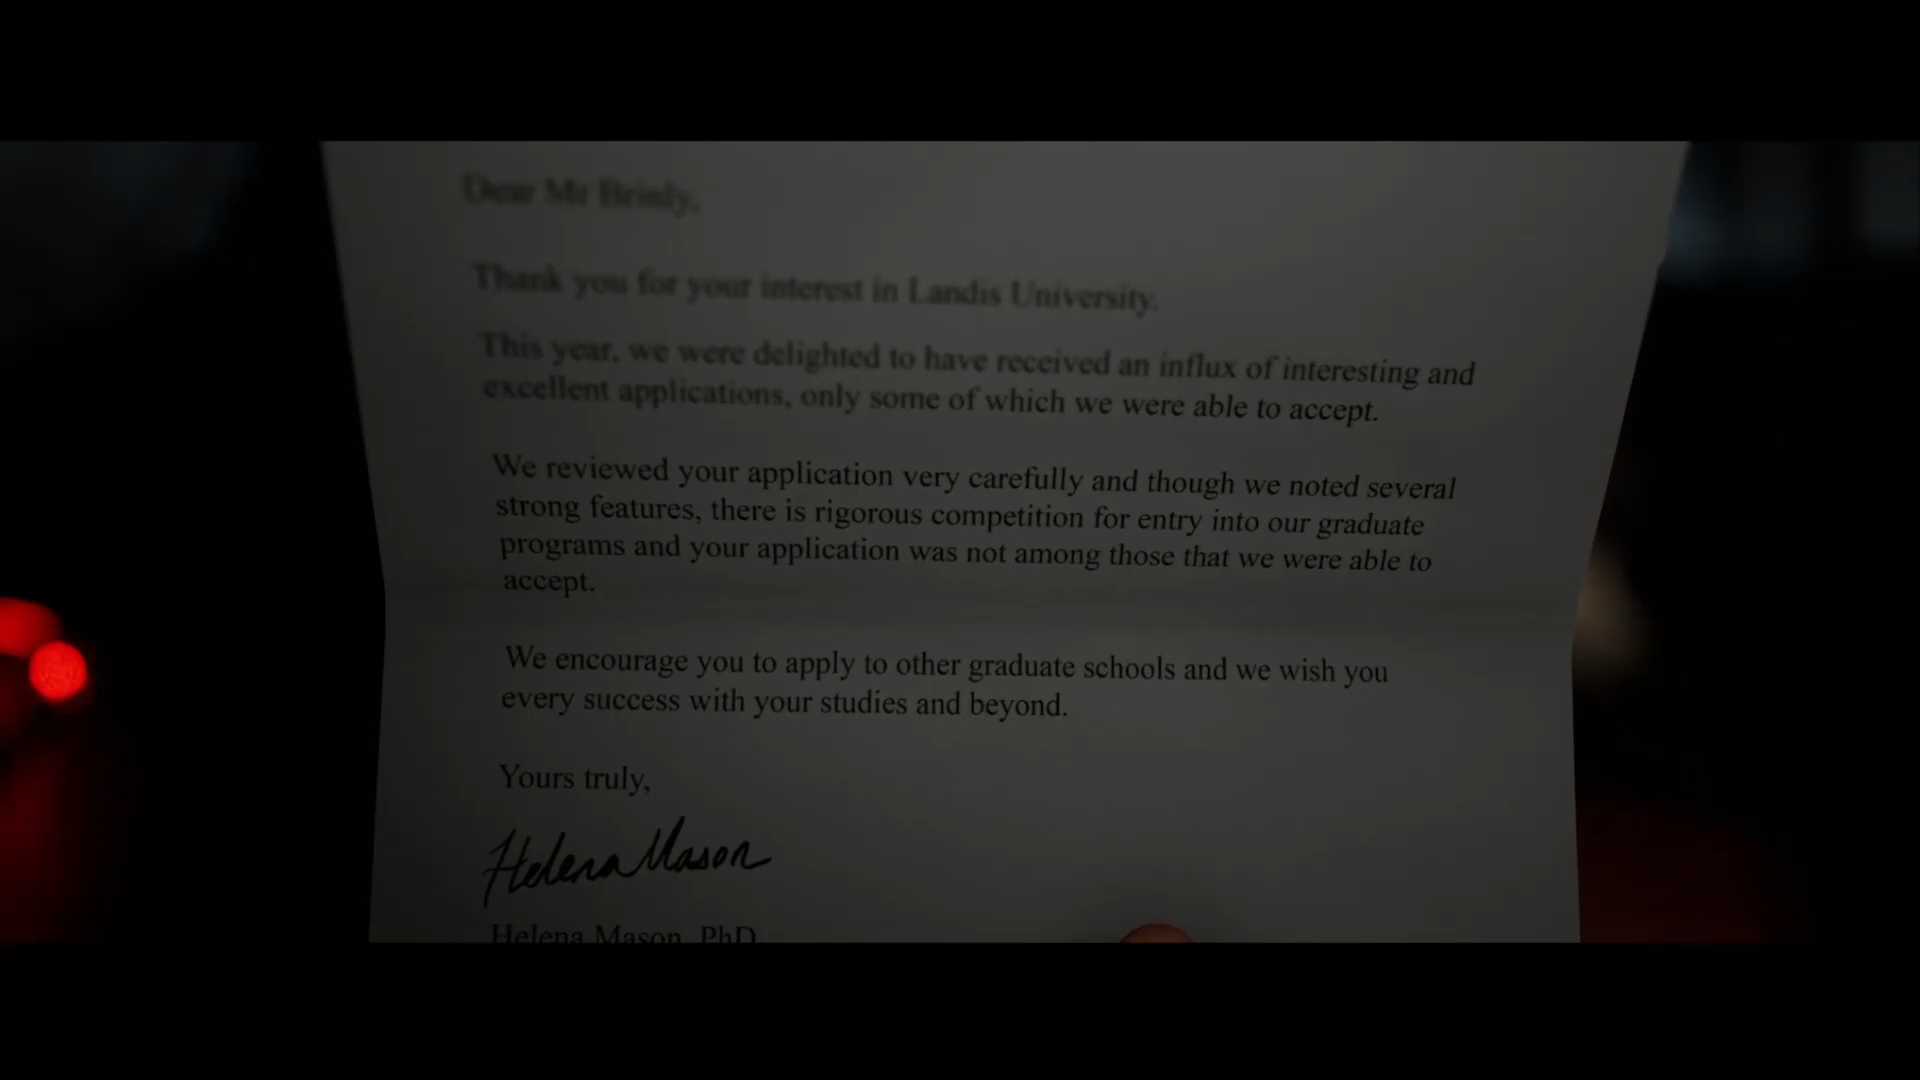 Dear Mr Brinly,
Thank you for your interest in Landis University.
This year, we were delighted to have received an influx of interesting and
excellent applications, only some of which we were able to accept.
We reviewed your application very carefully and though we noted several
strong features, there is rigorous competition for entry into our graduate
programs and your application was not among those that we were able to
accept.
We encourage you to apply to other graduate schools and we wish you
every success with your studies and beyond.
Yours truly,
Helena Mason
Helena Mason, PhD